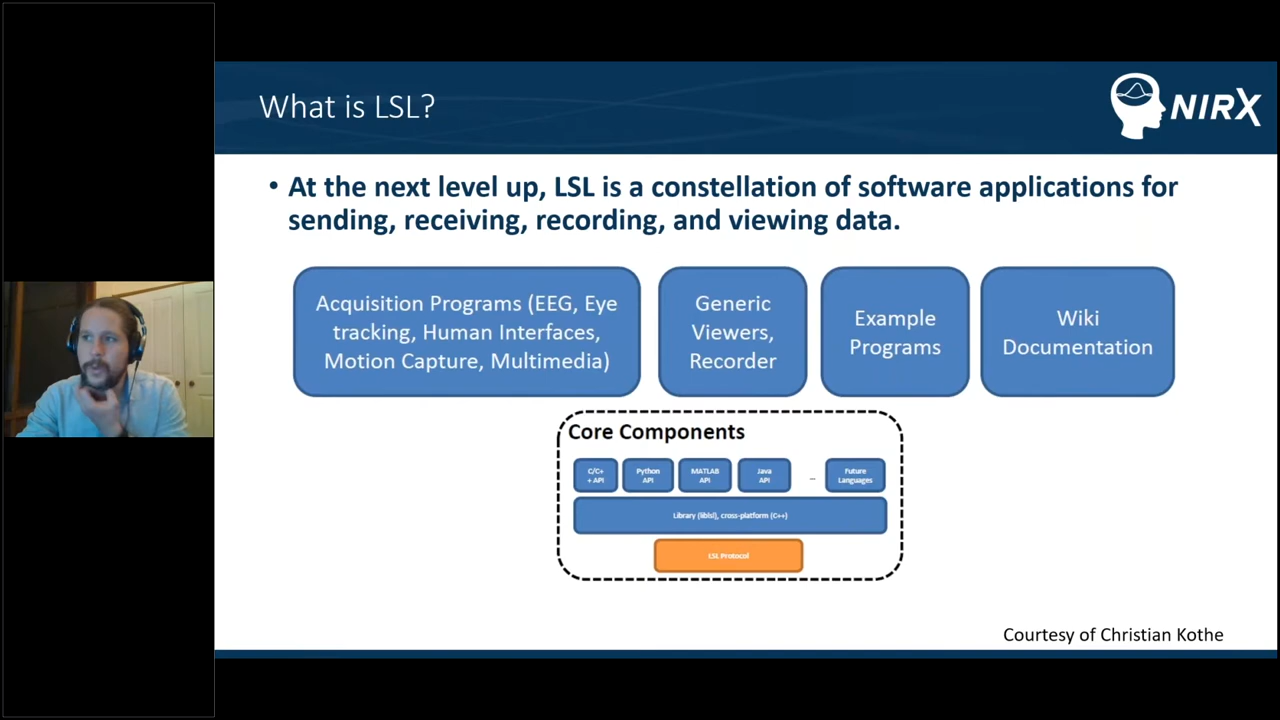 What is LSL?
NIRX
• At the next level up, LSL is a constellation of software applications for
sending, receiving, recording, and viewing data.
Acquisition Programs (EEG, Eye
tracking, Human Interfaces,
Motion Capture, Multimedia)
Generic
Viewers,
Recorder
Example
Programs
Wiki
Documentation
Core Components
C/C+
+ API
Python
API
MATLAB
API
Java
API
...
Future
Languages
Library (liblsl), cross-platform (C++)
LSL Protocol
Courtesy of Christian Kothe